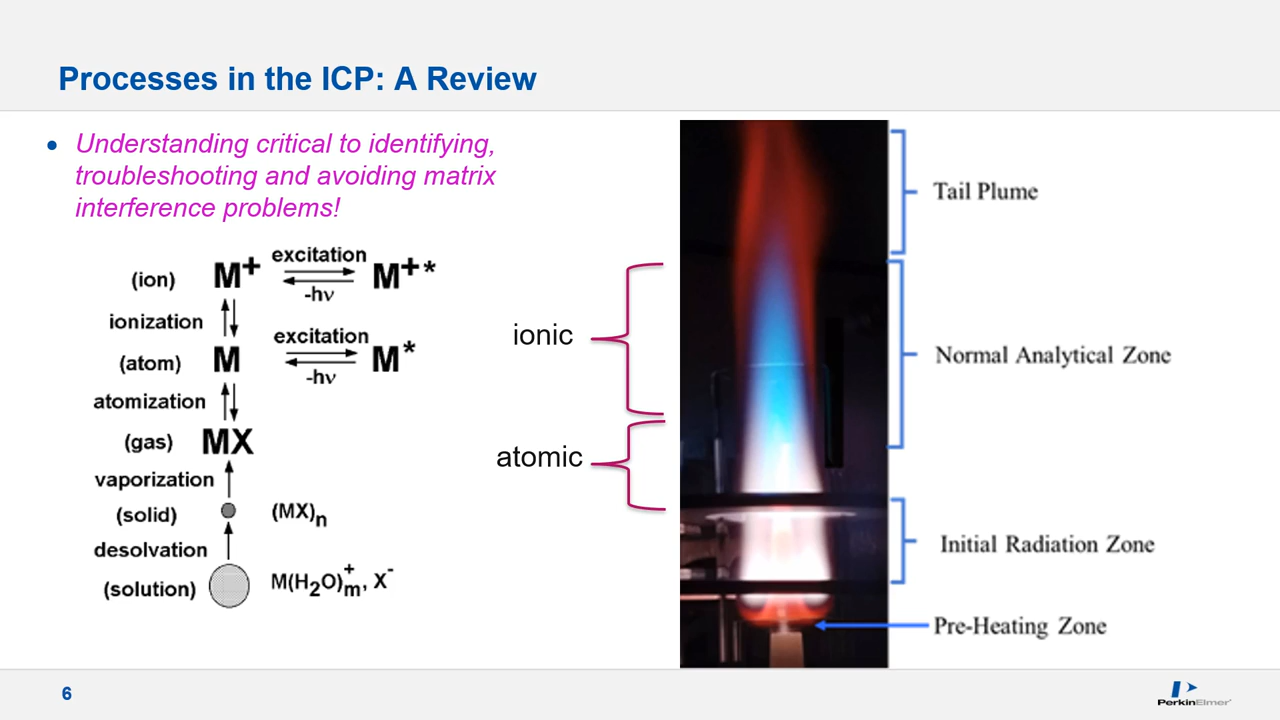 Processes in the ICP: A Review
• Understanding critical to identifying,
troubleshooting and avoiding matrix
interference problems!
(ion) M+ excitation M+*
-hν
ionization
(atom) M excitation M*
-hν
atomization
(gas) MX
vaporization
(solid) (MX)n
desolvation
(solution) M(H2O)m+, X-
ionic
atomic
Tail Plume
Normal Analytical Zone
Initial Radiation Zone
Pre-Heating Zone
6
PerkinElmer